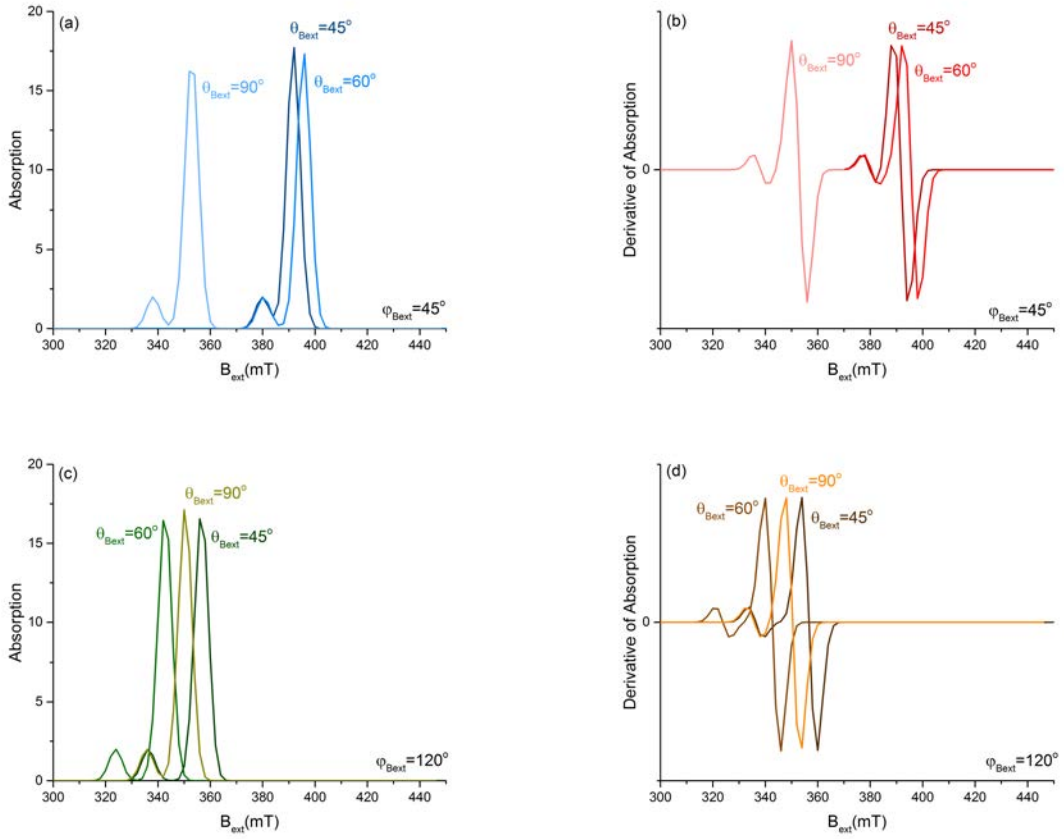 (a)
θBext=45°
θBext=90°
θBext=60°
φBext=45°
Absorption
20
15
10
5
0
300 320 340 360 380 400 420 440
Bext(mT)
(b)
θBext=45°
θBext=90°
θBext=60°
φBext=45°
Derivative of Absorption
0
300 320 340 360 380 400 420 440
Bext(mT)
(c)
θBext=90°
θBext=60°
θBext=45°
φBext=120°
Absorption
20
15
10
5
0
300 320 340 360 380 400 420 440
Bext(mT)
(d)
θBext=90°
θBext=60°
θBext=45°
φBext=120°
Derivative of Absorption
0
300 320 340 360 380 400 420 440
Bext(mT)